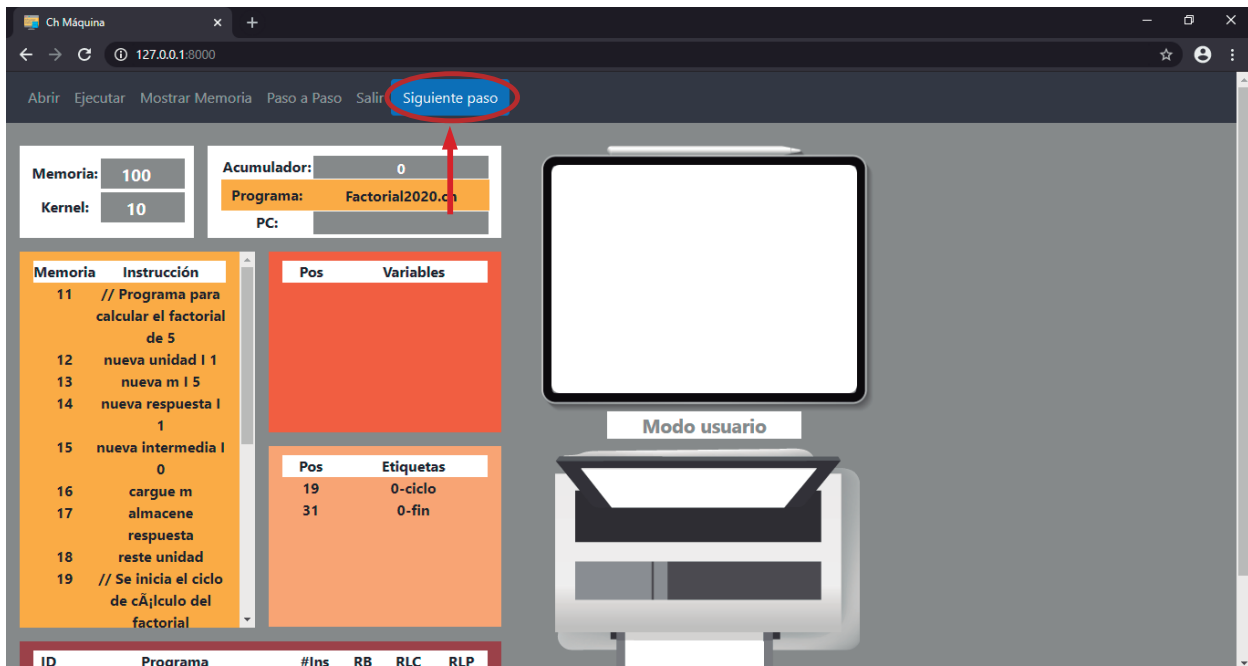 Ch Máquina
127.0.0.1:8000
Abrir Ejecutar Mostrar Memoria Paso a Paso Salir Siguiente paso
Memoria: 100
Kernel: 10
Acumulador: 0
Programa: Factorial2020.ch
PC:
Memoria Instrucción
11 // Programa para
calcular el factorial
de 5
12 nueva unidad I 1
13 nueva m I 5
14 nueva respuesta I
1
15 nueva intermedia I
0
16 cargue m
17 almacene
respuesta
18 reste unidad
19 // Se inicia el ciclo
de cÃ¡lculo del
factorial
Pos Variables
Pos Etiquetas
19 0-ciclo
31 0-fin
Modo usuario
ID Programa #Ins RB RLC RLP